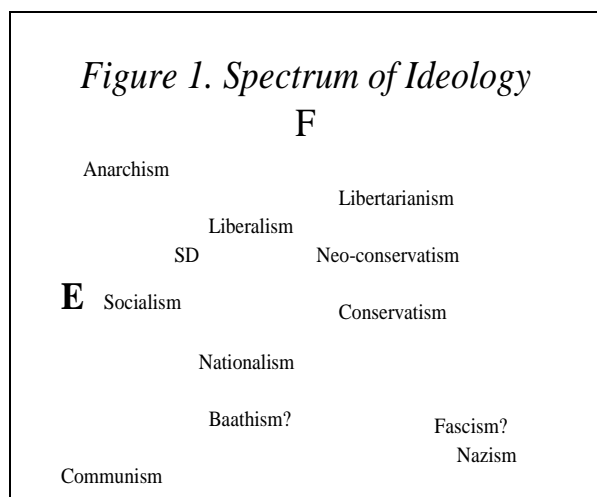 Figure 1. Spectrum of Ideology
F
Anarchism
Libertarianism
Liberalism
SD Neo-conservatism
E Socialism
Conservatism
Nationalism
Baathism?
Fascism?
Nazism
Communism